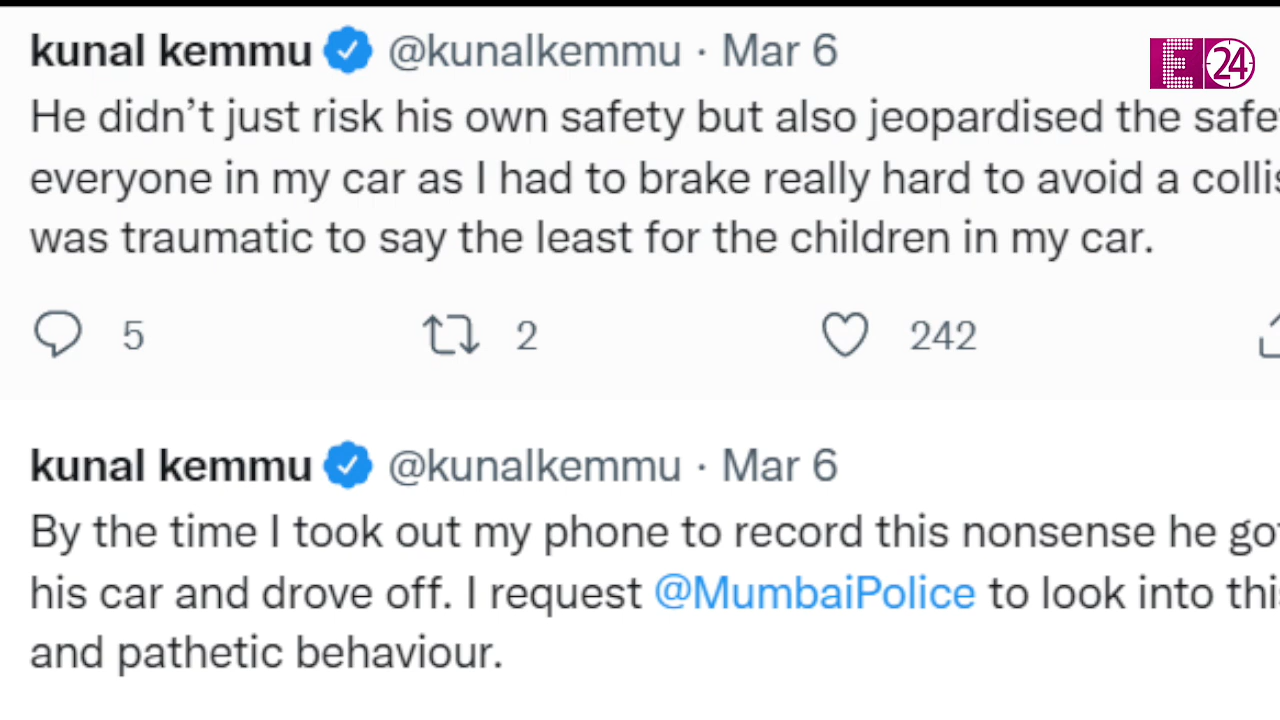 kunal kemmu @kunalkemmu · Mar 6
E 24
He didn’t just risk his own safety but also jeopardised the safe
everyone in my car as I had to brake really hard to avoid a collis
was traumatic to say the least for the children in my car.
5 2 242
kunal kemmu @kunalkemmu · Mar 6
By the time I took out my phone to record this nonsense he go
his car and drove off. I request @MumbaiPolice to look into this
and pathetic behaviour.